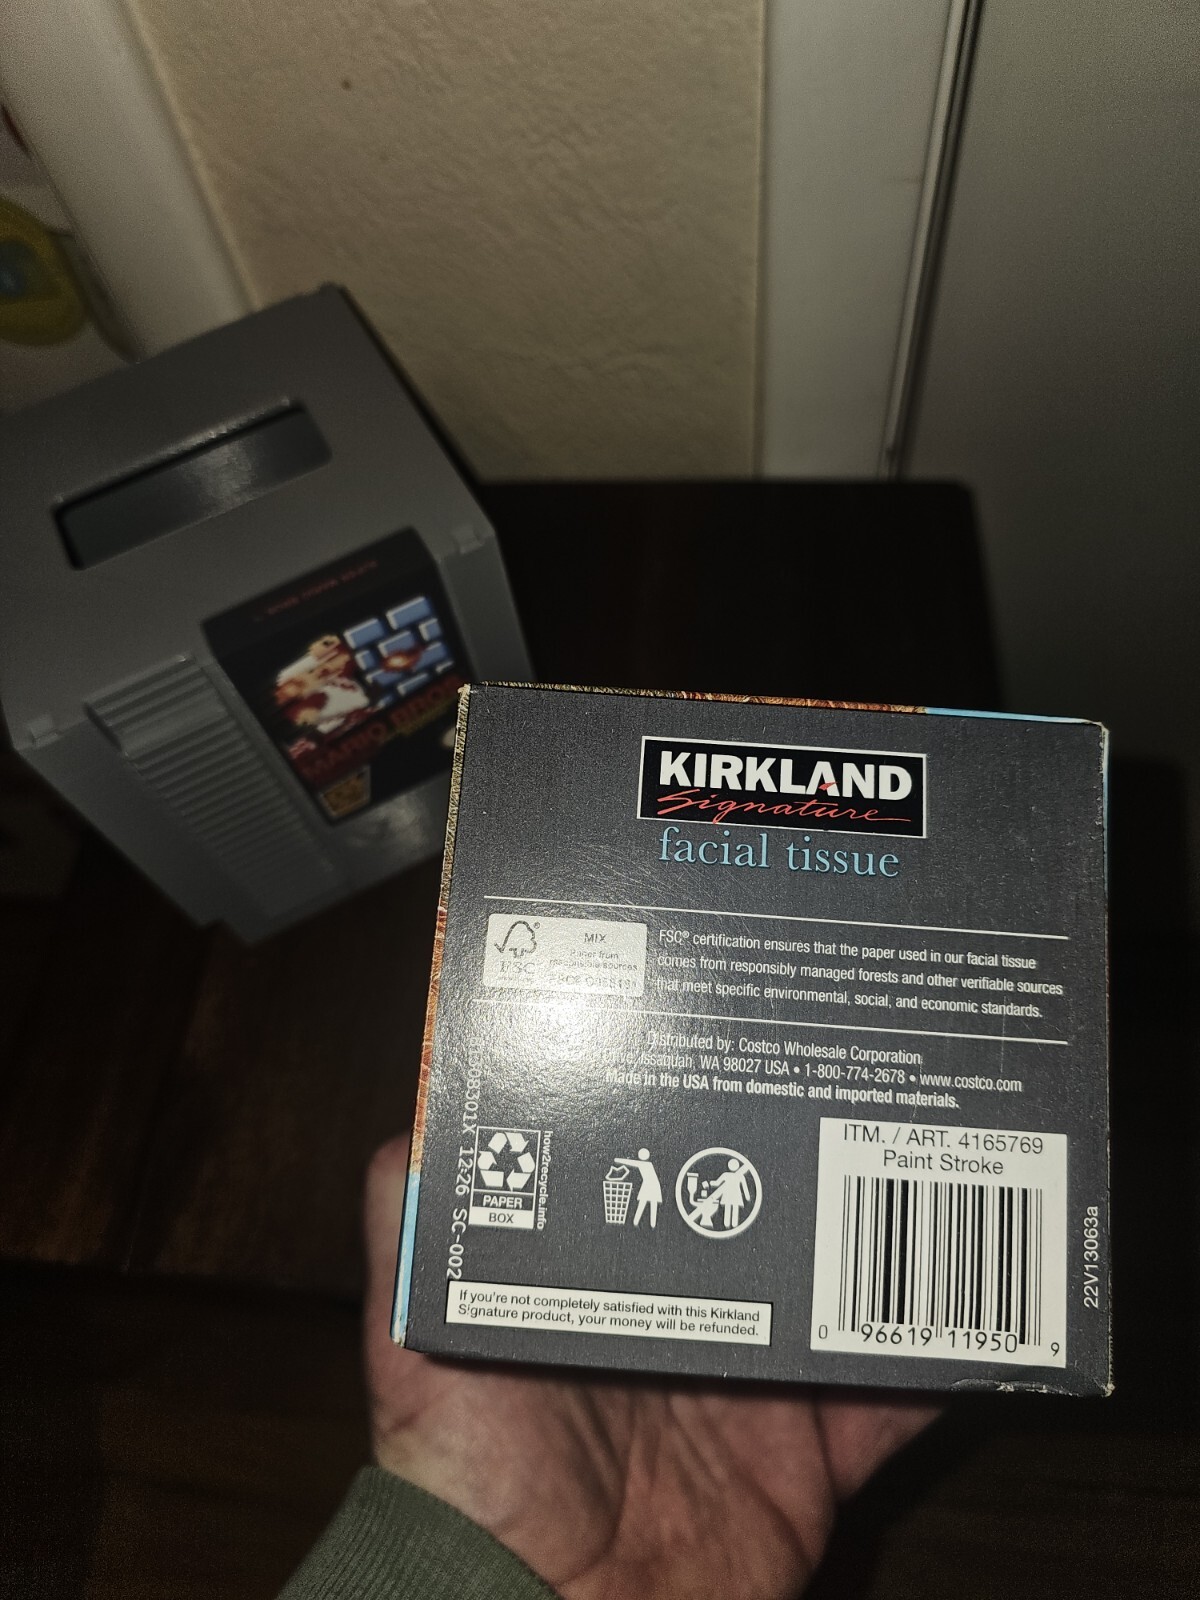 MARIO BROS
KIRKLAND
Signature
facial tissue
FSC
MIX
Paper from
responsible sources
FSC® certification ensures that the paper used in our facial tissue
comes from responsibly managed forests and other verifiable sources
that meet specific environmental, social, and economic standards.
Distributed by: Costco Wholesale Corporation
Issaquah, WA 98027 USA • 1-800-774-2678 • www.costco.com
Made in the USA from domestic and imported materials.
12:26 SC-002
PAPER
BOX
how2recycle.info
ITM. / ART. 4165769
Paint Stroke
0 96619 11950 9
22V13063a
If you're not completely satisfied with this Kirkland
Signature product, your money will be refunded.